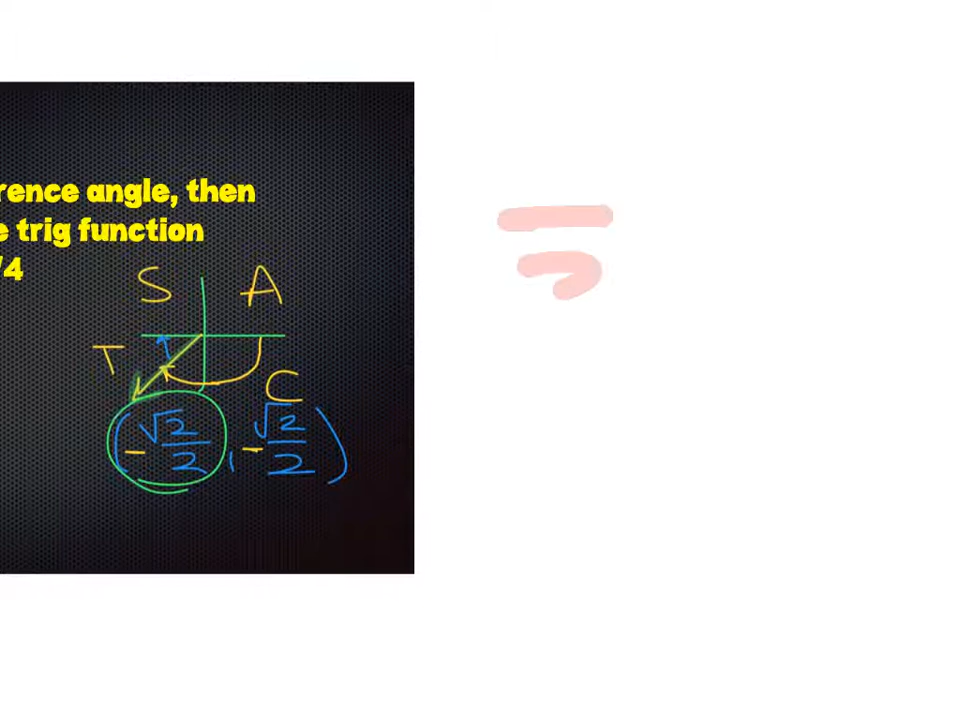 rence angle, then
e trig function
/4
S A
T C
(-√2/2, -√2/2)